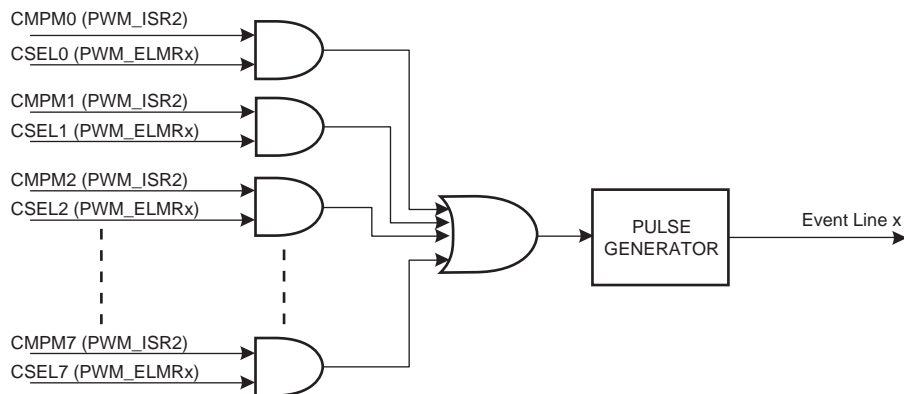 CMPM0 (PWM_ISR2)
CSEL0 (PWM_ELMRx)
CMPM1 (PWM_ISR2)
CSEL1 (PWM_ELMRx)
CMPM2 (PWM_ISR2)
CSEL2 (PWM_ELMRx)
CMPM7 (PWM_ISR2)
CSEL7 (PWM_ELMRx)
PULSE
GENERATOR
Event Line x